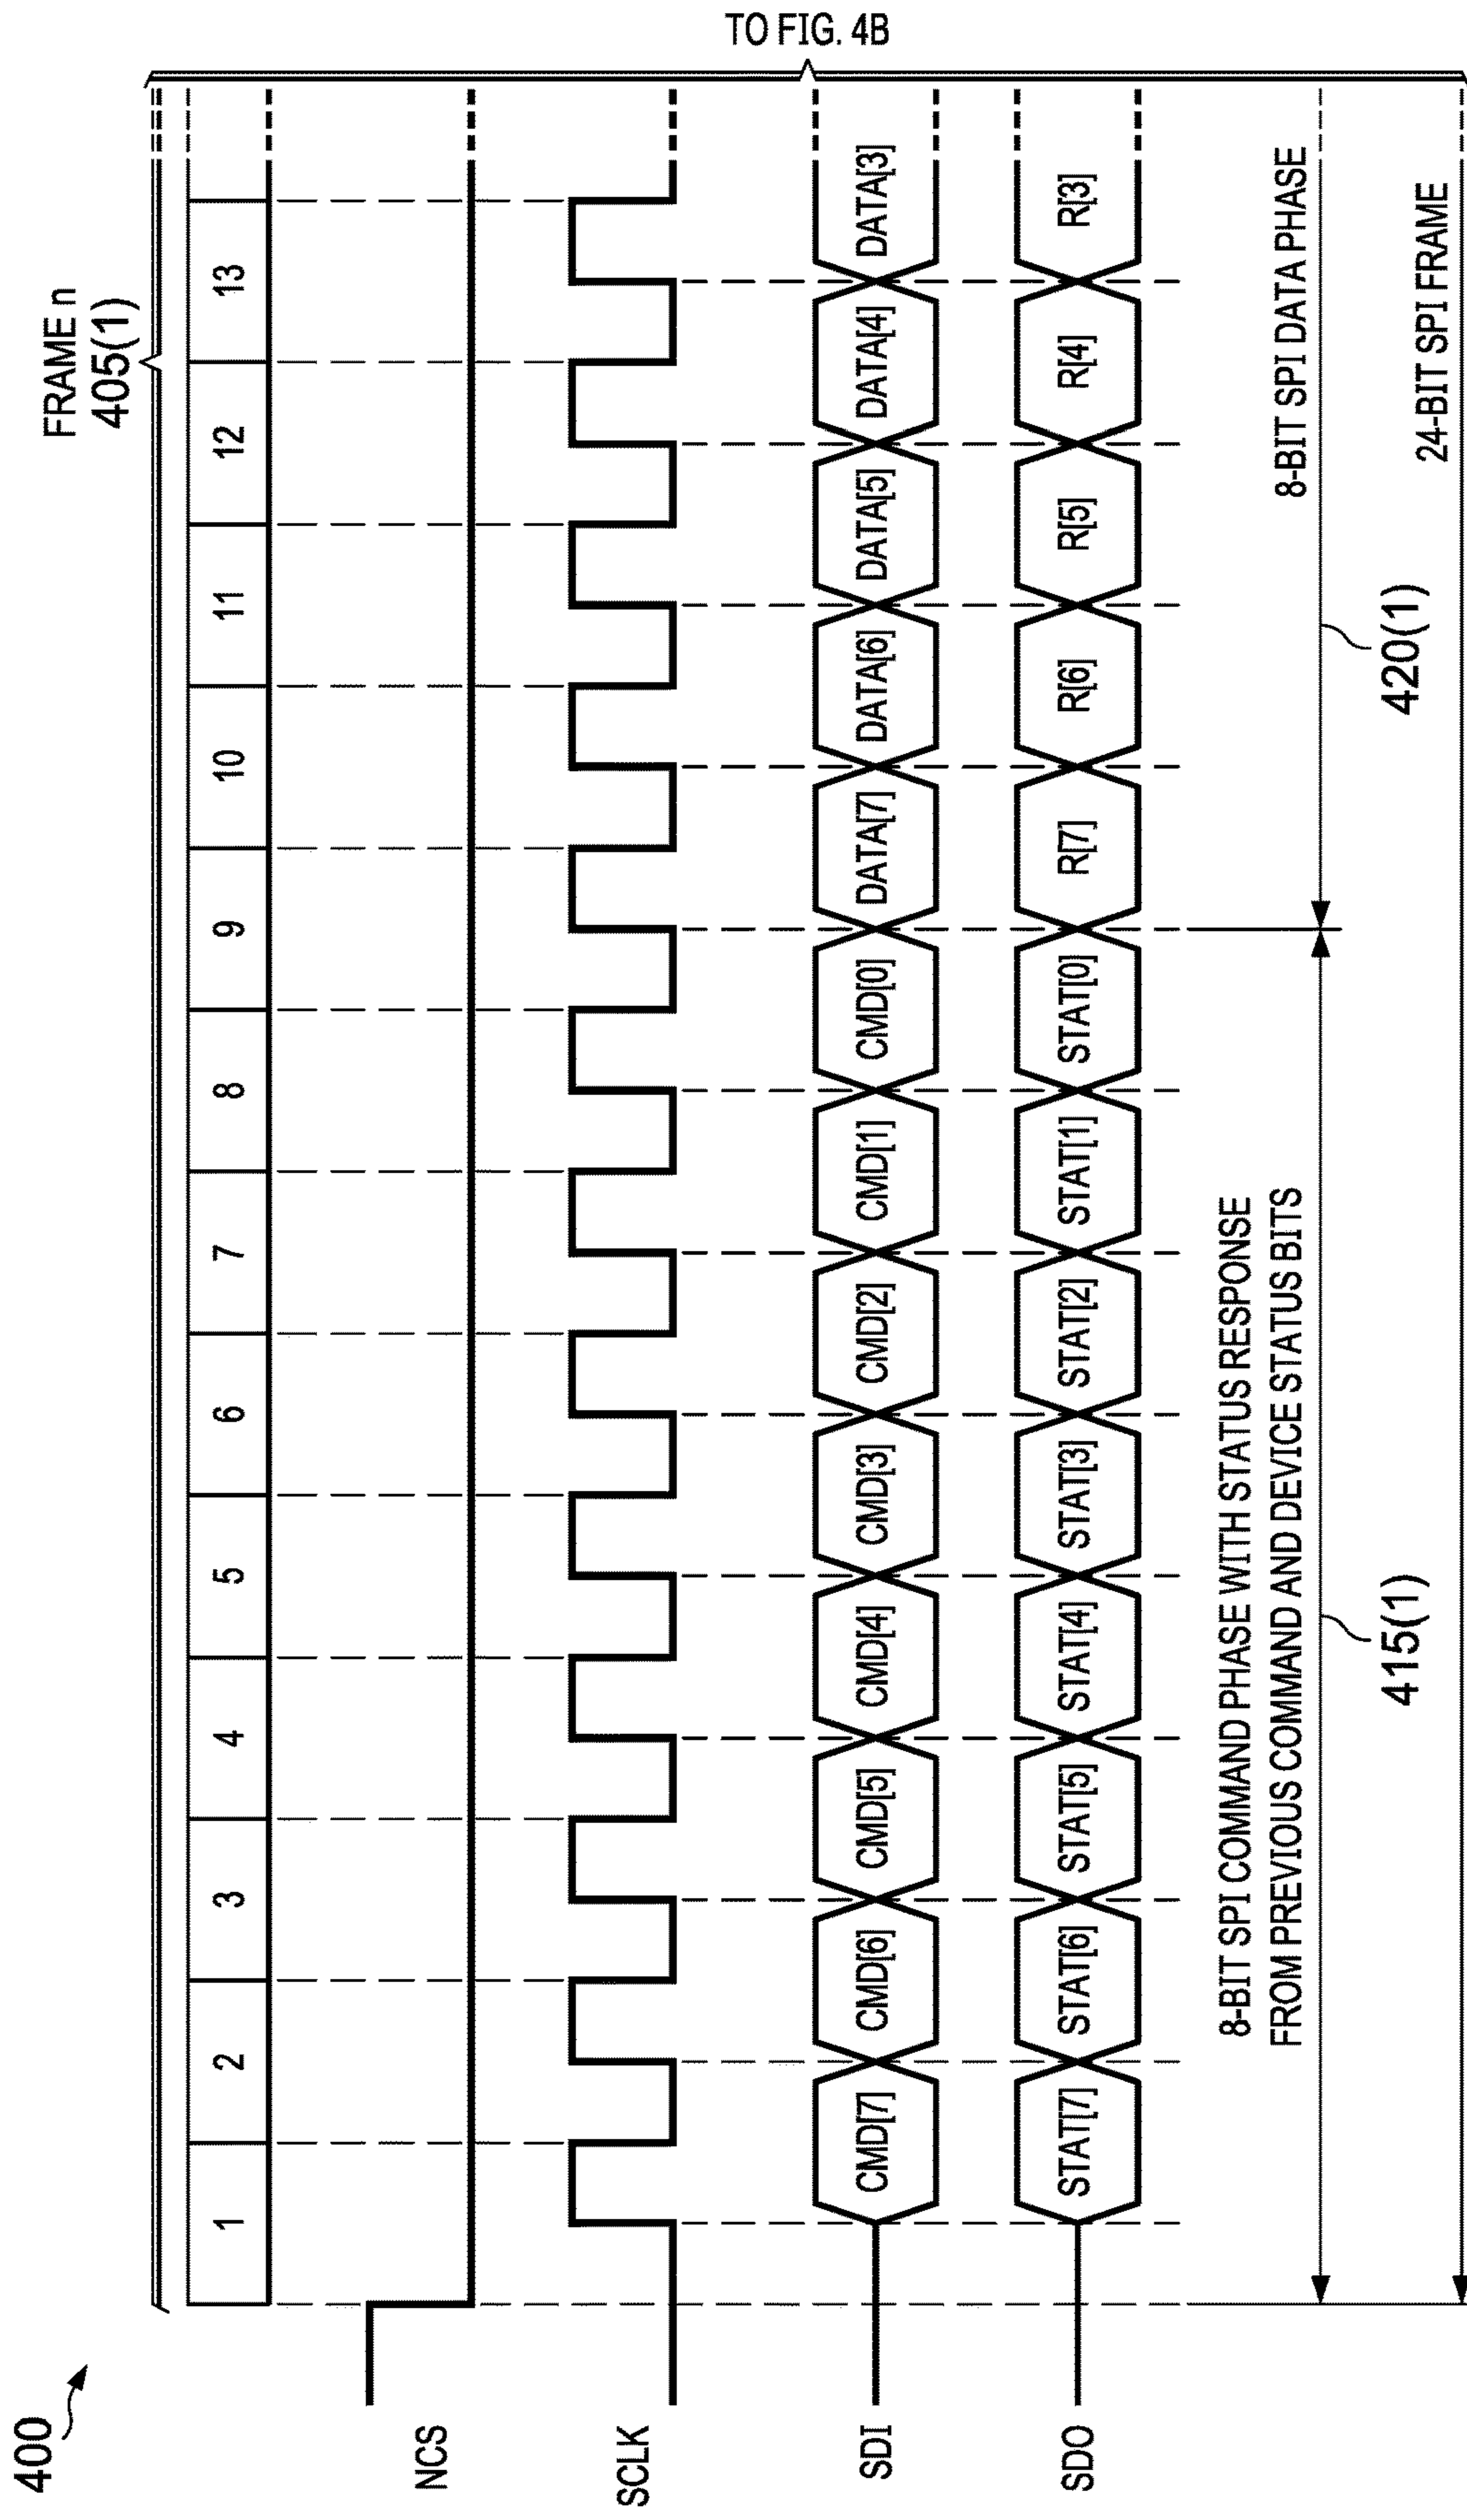 400
FRAME n
405(1)
TO FIG. 4B
1 2 3 4 5 6 7 8 9 10 11 12 13
NCS
SCLK
SDI CMD[7] CMD[6] CMD[5] CMD[4] CMD[3] CMD[2] CMD[1] CMD[0] DATA[7] DATA[6] DATA[5] DATA[4] DATA[3]
SDO STAT[7] STAT[6] STAT[5] STAT[4] STAT[3] STAT[2] STAT[1] STAT[0] R[7] R[6] R[5] R[4] R[3]
8-BIT SPI COMMAND PHASE WITH STATUS RESPONSE
FROM PREVIOUS COMMAND AND DEVICE STATUS BITS
8-BIT SPI DATA PHASE
415(1)
420(1)
24-BIT SPI FRAME